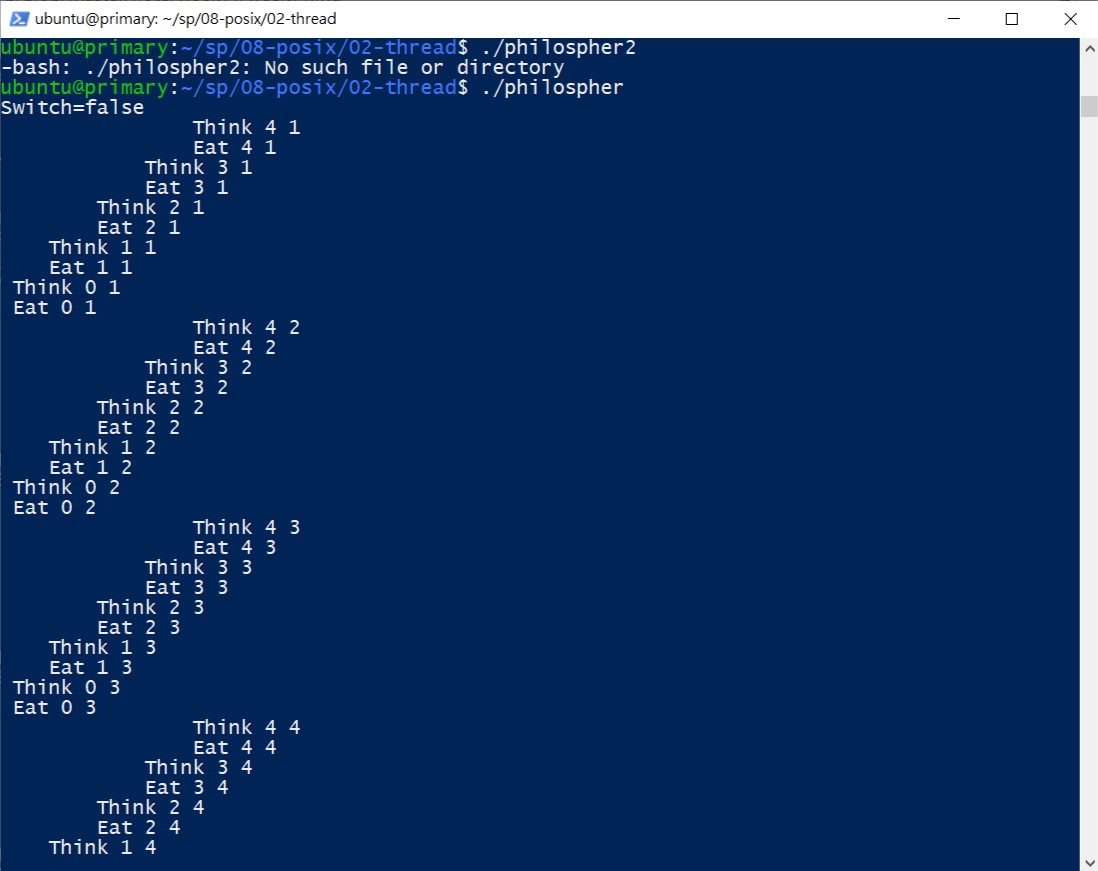 ubuntu@primary: ~/sp/08-posix/02-thread
ubuntu@primary:~/sp/08-posix/02-thread$ ./philospher2
-bash: ./philospher2: No such file or directory
ubuntu@primary:~/sp/08-posix/02-thread$ ./philospher
Switch=false
Think 4 1
Eat 4 1
Think 3 1
Eat 3 1
Think 2 1
Eat 2 1
Think 1 1
Eat 1 1
Think 0 1
Eat 0 1
Think 4 2
Eat 4 2
Think 3 2
Eat 3 2
Think 2 2
Eat 2 2
Think 1 2
Eat 1 2
Think 0 2
Eat 0 2
Think 4 3
Eat 4 3
Think 3 3
Eat 3 3
Think 2 3
Eat 2 3
Think 1 3
Eat 1 3
Think 0 3
Eat 0 3
Think 4 4
Eat 4 4
Think 3 4
Eat 3 4
Think 2 4
Eat 2 4
Think 1 4